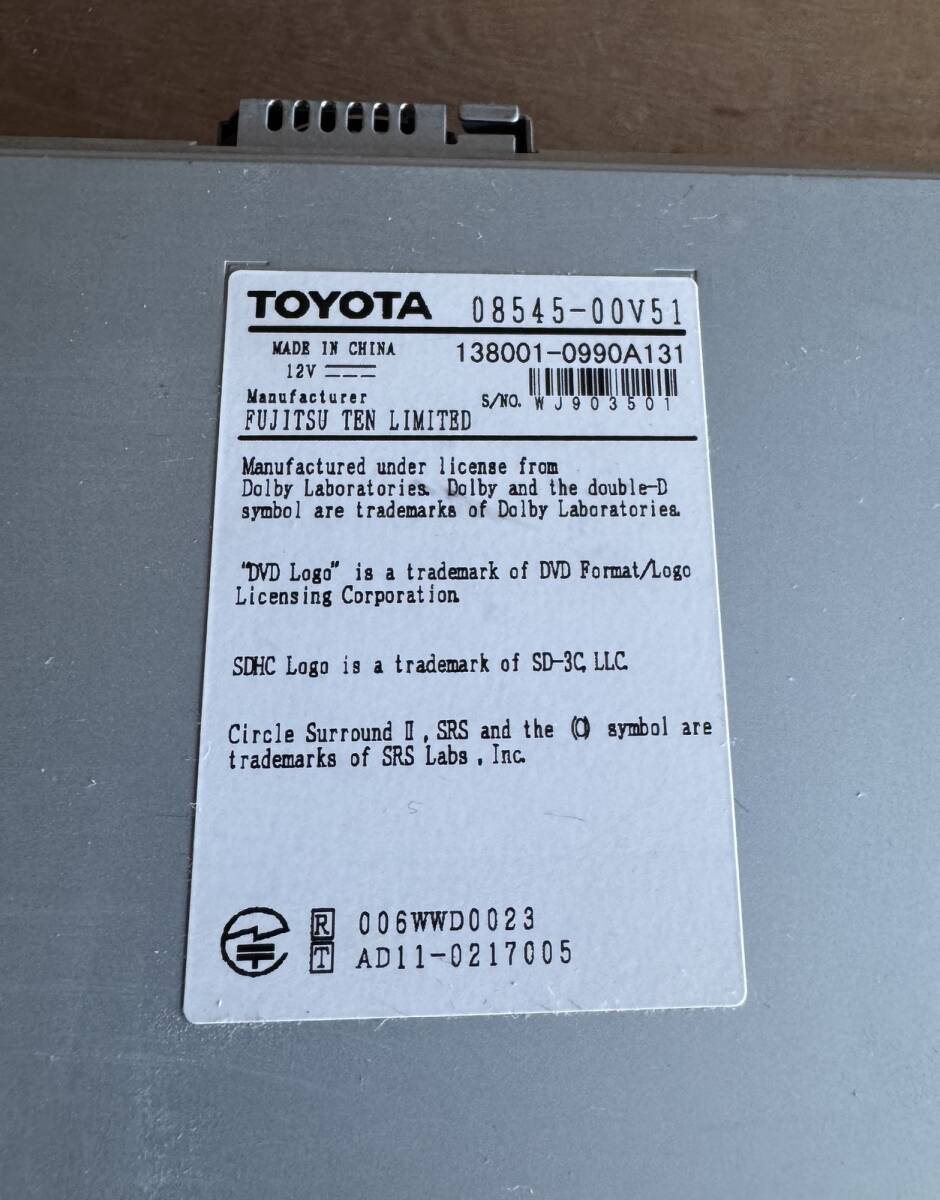 TOYOTA 08545-00V51
MADE IN CHINA 138001-0990A131
12V
Manufacturer S/NO. WJ903501
FUJITSU TEN LIMITED
Manufactured under license from
Dolby Laboratories. Dolby and the double-D
symbol are trademarks of Dolby Laboratories.
"DVD Logo" is a trademark of DVD Format/Logo
Licensing Corporation.
SDHC Logo is a trademark of SD-3C, LLC.
Circle Surround Ⅱ, SRS and the symbol are
trademarks of SRS Labs, Inc.
R 006WWD0023
T AD11-0217005